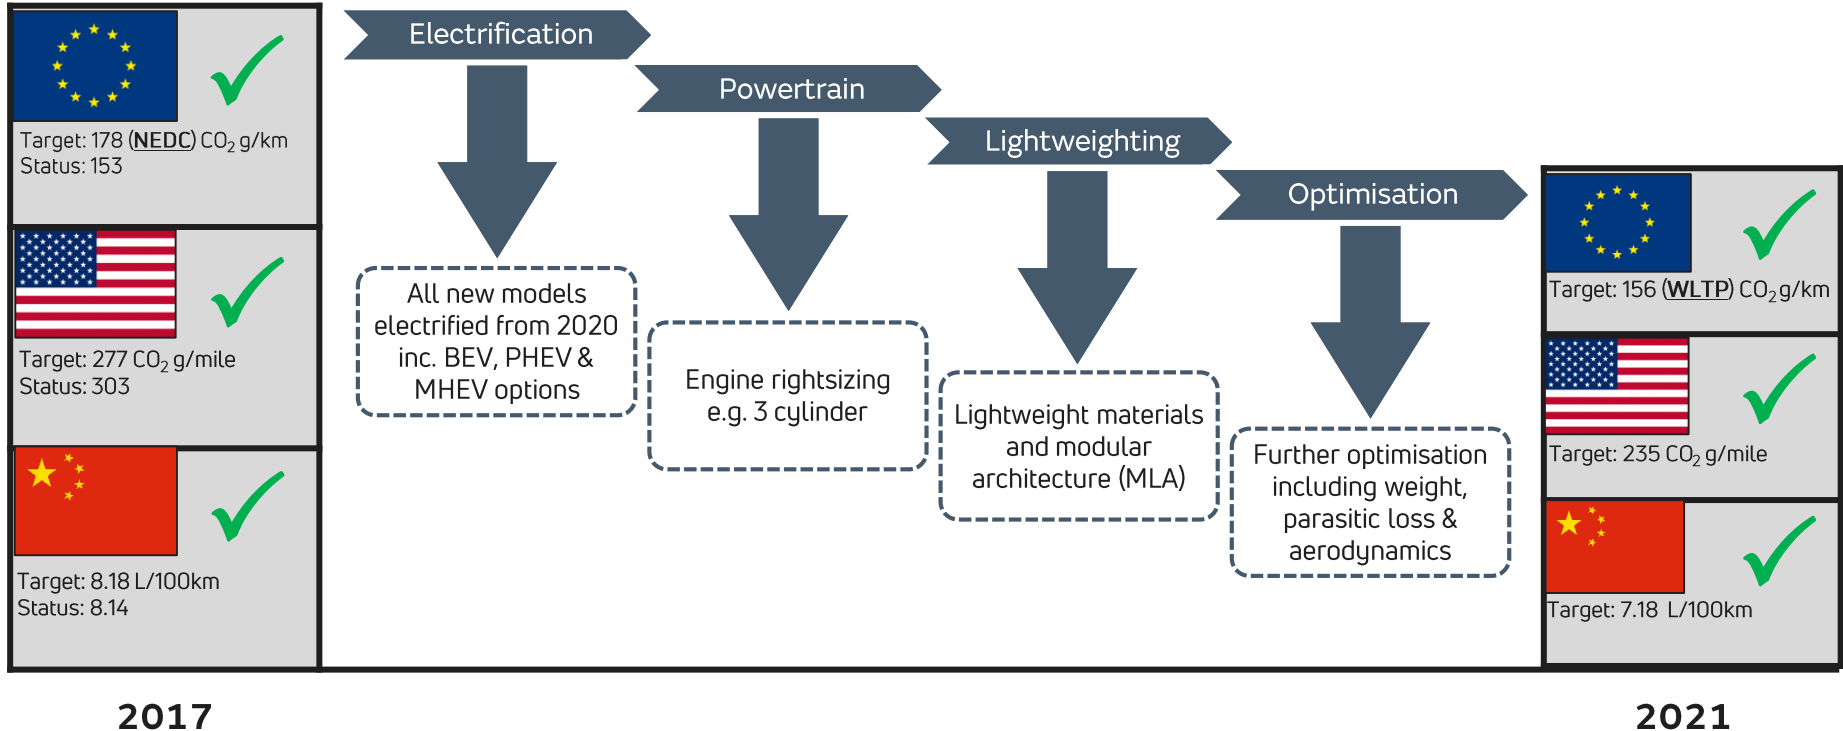 Target: 178 (NEDC) CO₂ g/km
Status: 153
Target: 277 CO₂ g/mile
Status: 303
Target: 8.18 L/100km
Status: 8.14
2017
Electrification
All new models
electrified from 2020
inc. BEV, PHEV &
MHEV options
Powertrain
Engine rightsizing
e.g. 3 cylinder
Lightweighting
Lightweight materials
and modular
architecture (MLA)
Optimisation
Further optimisation
including weight,
parasitic loss &
aerodynamics
Target: 156 (WLTP) CO₂ g/km
Target: 235 CO₂ g/mile
Target: 7.18 L/100km
2021